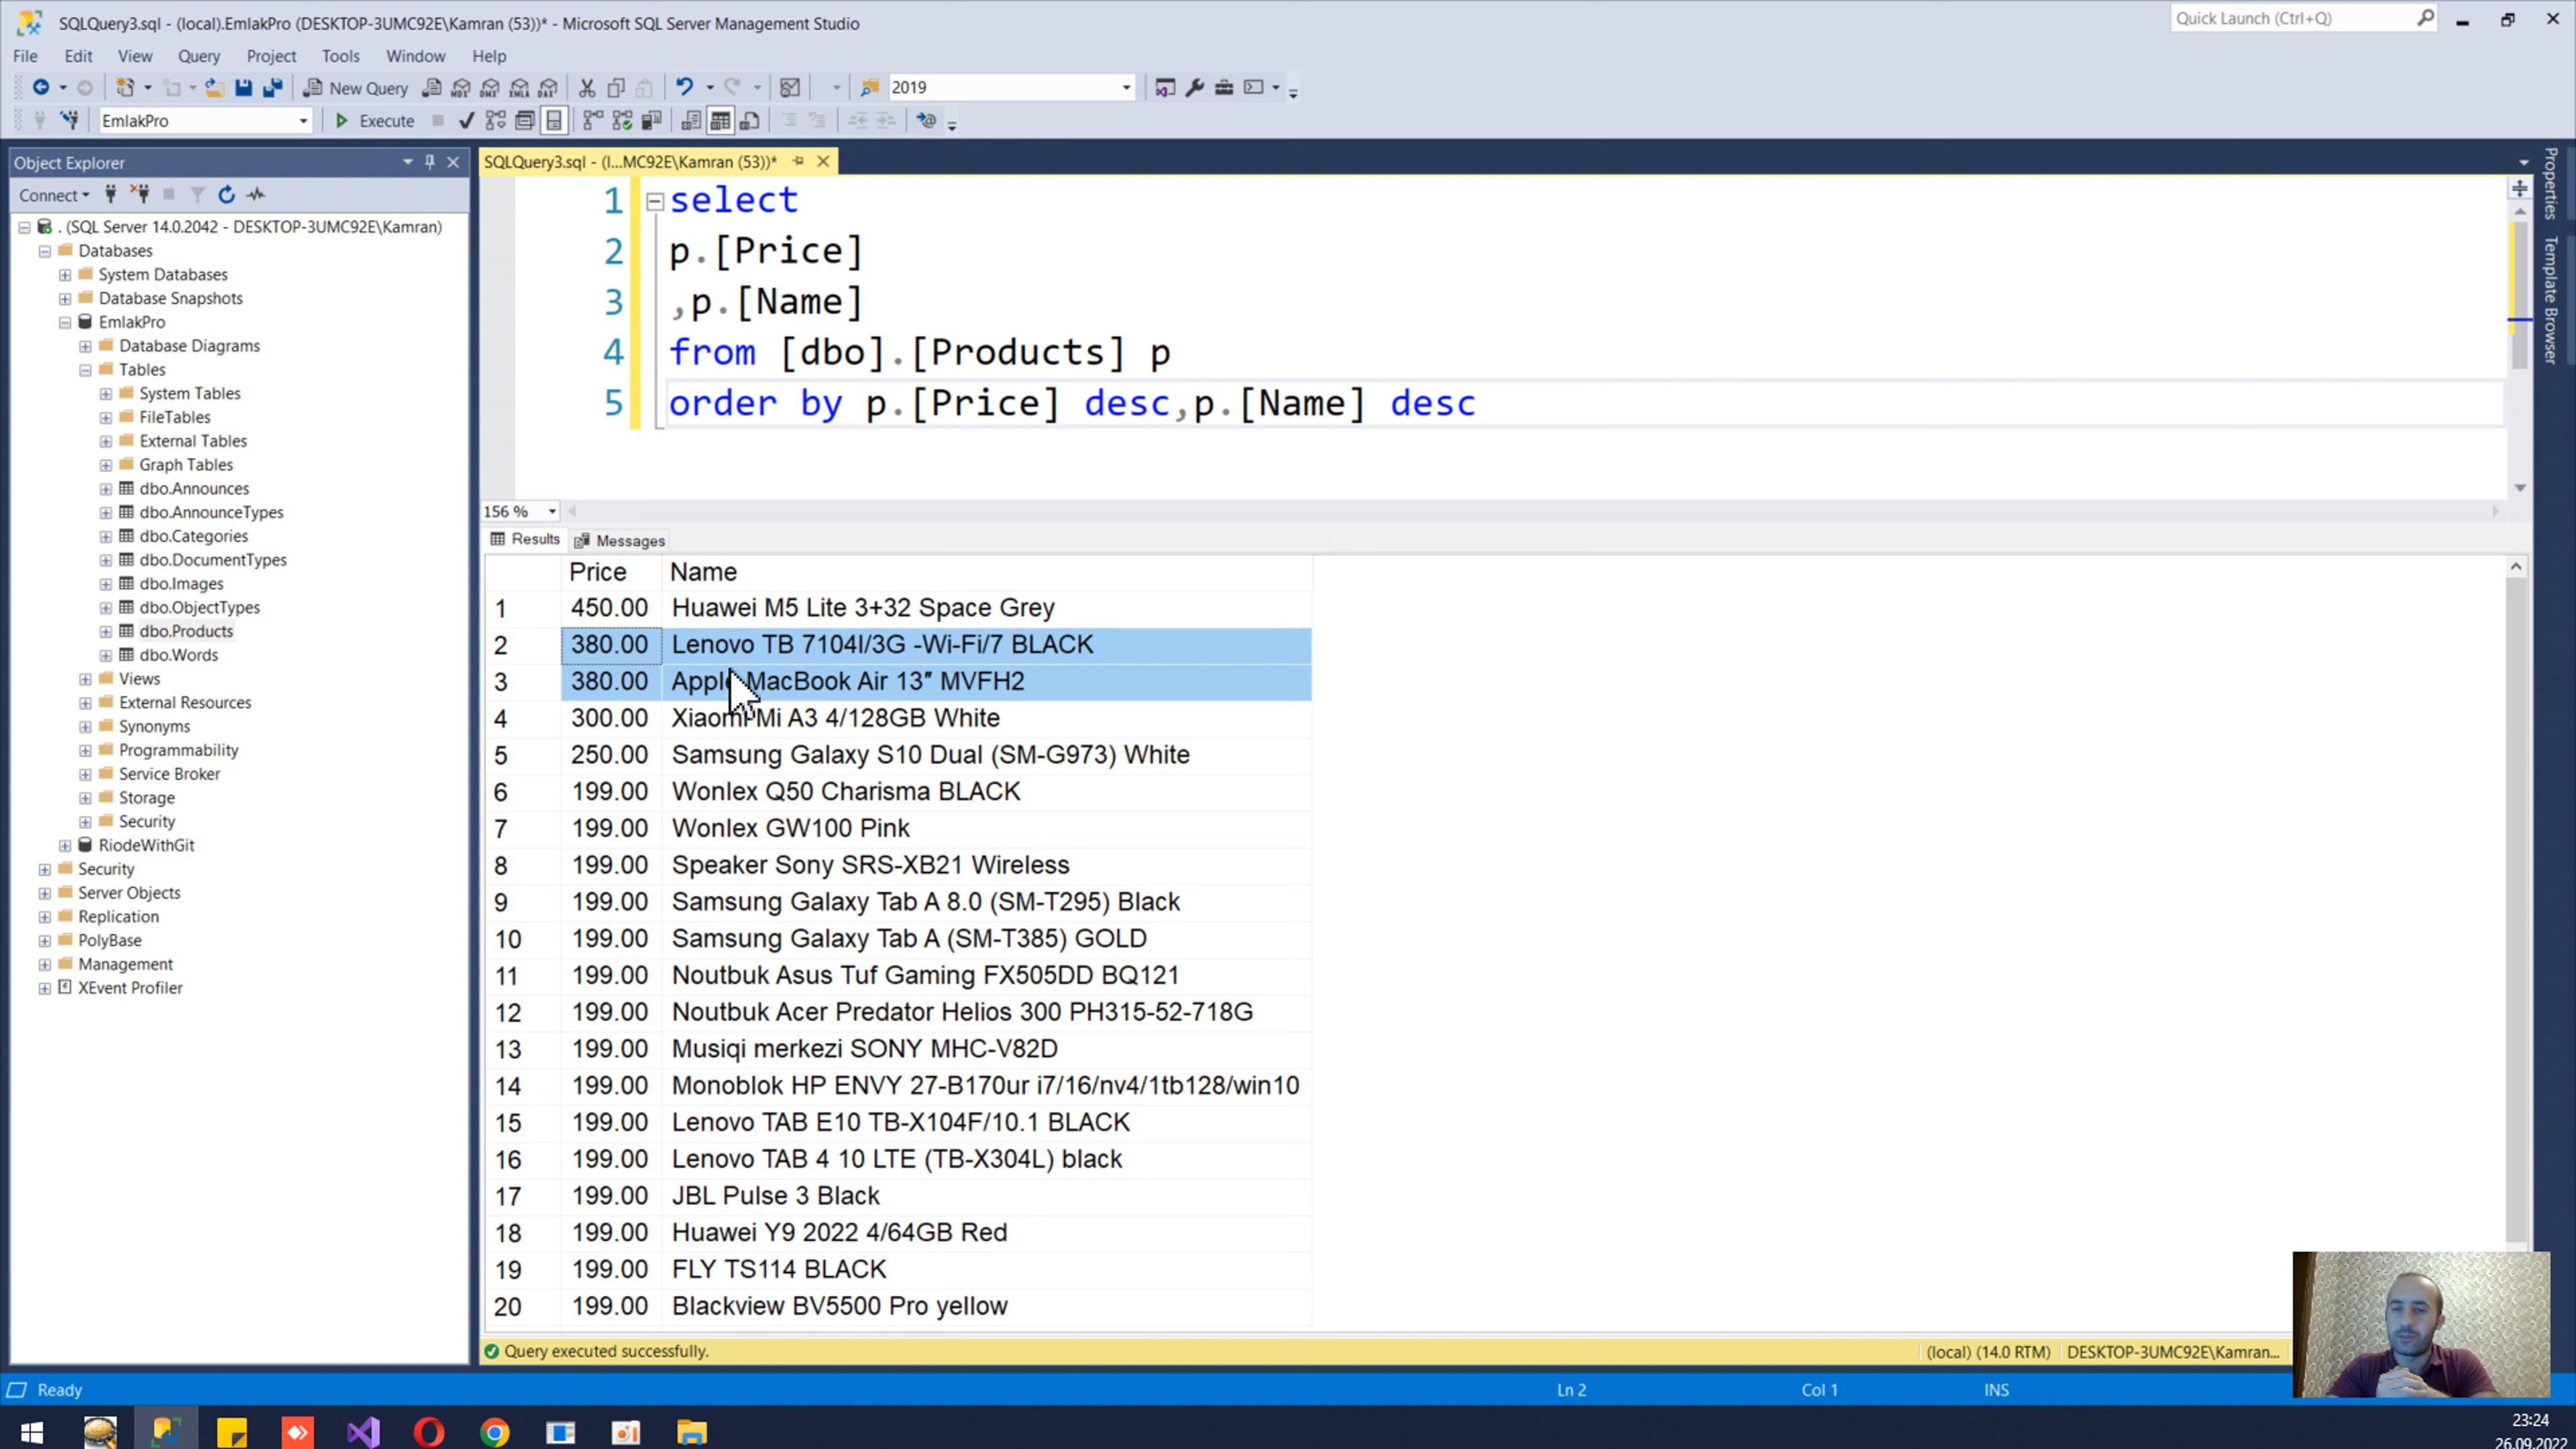 SQLQuery3.sql - (local).EmlakPro (DESKTOP-3UMC92E\Kamran (53))* - Microsoft SQL Server Management Studio
Quick Launch (Ctrl+Q)
File Edit View Query Project Tools Window Help
New Query
2019
EmlakPro
Execute
Object Explorer
Connect
. (SQL Server 14.0.2042 - DESKTOP-3UMC92E\Kamran)
Databases
System Databases
Database Snapshots
EmlakPro
Database Diagrams
Tables
System Tables
FileTables
External Tables
Graph Tables
dbo.Announces
dbo.AnnounceTypes
dbo.Categories
dbo.DocumentTypes
dbo.Images
dbo.ObjectTypes
dbo.Products
dbo.Words
Views
External Resources
Synonyms
Programmability
Service Broker
Storage
Security
RiodeWithGit
Security
Server Objects
Replication
PolyBase
Management
XEvent Profiler
SQLQuery3.sql - (l...MC92E\Kamran (53))*
1 select
2 p.[Price]
3 ,p.[Name]
4 from [dbo].[Products] p
5 order by p.[Price] desc,p.[Name] desc
156 %
Results Messages
Price Name
1 450.00 Huawei M5 Lite 3+32 Space Grey
2 380.00 Lenovo TB 7104I/3G -Wi-Fi/7 BLACK
3 380.00 Apple MacBook Air 13″ MVFH2
4 300.00 Xiaomi Mi A3 4/128GB White
5 250.00 Samsung Galaxy S10 Dual (SM-G973) White
6 199.00 Wonlex Q50 Charisma BLACK
7 199.00 Wonlex GW100 Pink
8 199.00 Speaker Sony SRS-XB21 Wireless
9 199.00 Samsung Galaxy Tab A 8.0 (SM-T295) Black
10 199.00 Samsung Galaxy Tab A (SM-T385) GOLD
11 199.00 Noutbuk Asus Tuf Gaming FX505DD BQ121
12 199.00 Noutbuk Acer Predator Helios 300 PH315-52-718G
13 199.00 Musiqi merkezi SONY MHC-V82D
14 199.00 Monoblok HP ENVY 27-B170ur i7/16/nv4/1tb128/win10
15 199.00 Lenovo TAB E10 TB-X104F/10.1 BLACK
16 199.00 Lenovo TAB 4 10 LTE (TB-X304L) black
17 199.00 JBL Pulse 3 Black
18 199.00 Huawei Y9 2022 4/64GB Red
19 199.00 FLY TS114 BLACK
20 199.00 Blackview BV5500 Pro yellow
Query executed successfully.
(local) (14.0 RTM) DESKTOP-3UMC92E\Kamran...
Properties
Template Browser
Ready
Ln 2 Col 1 INS
23:24
26.09.2022